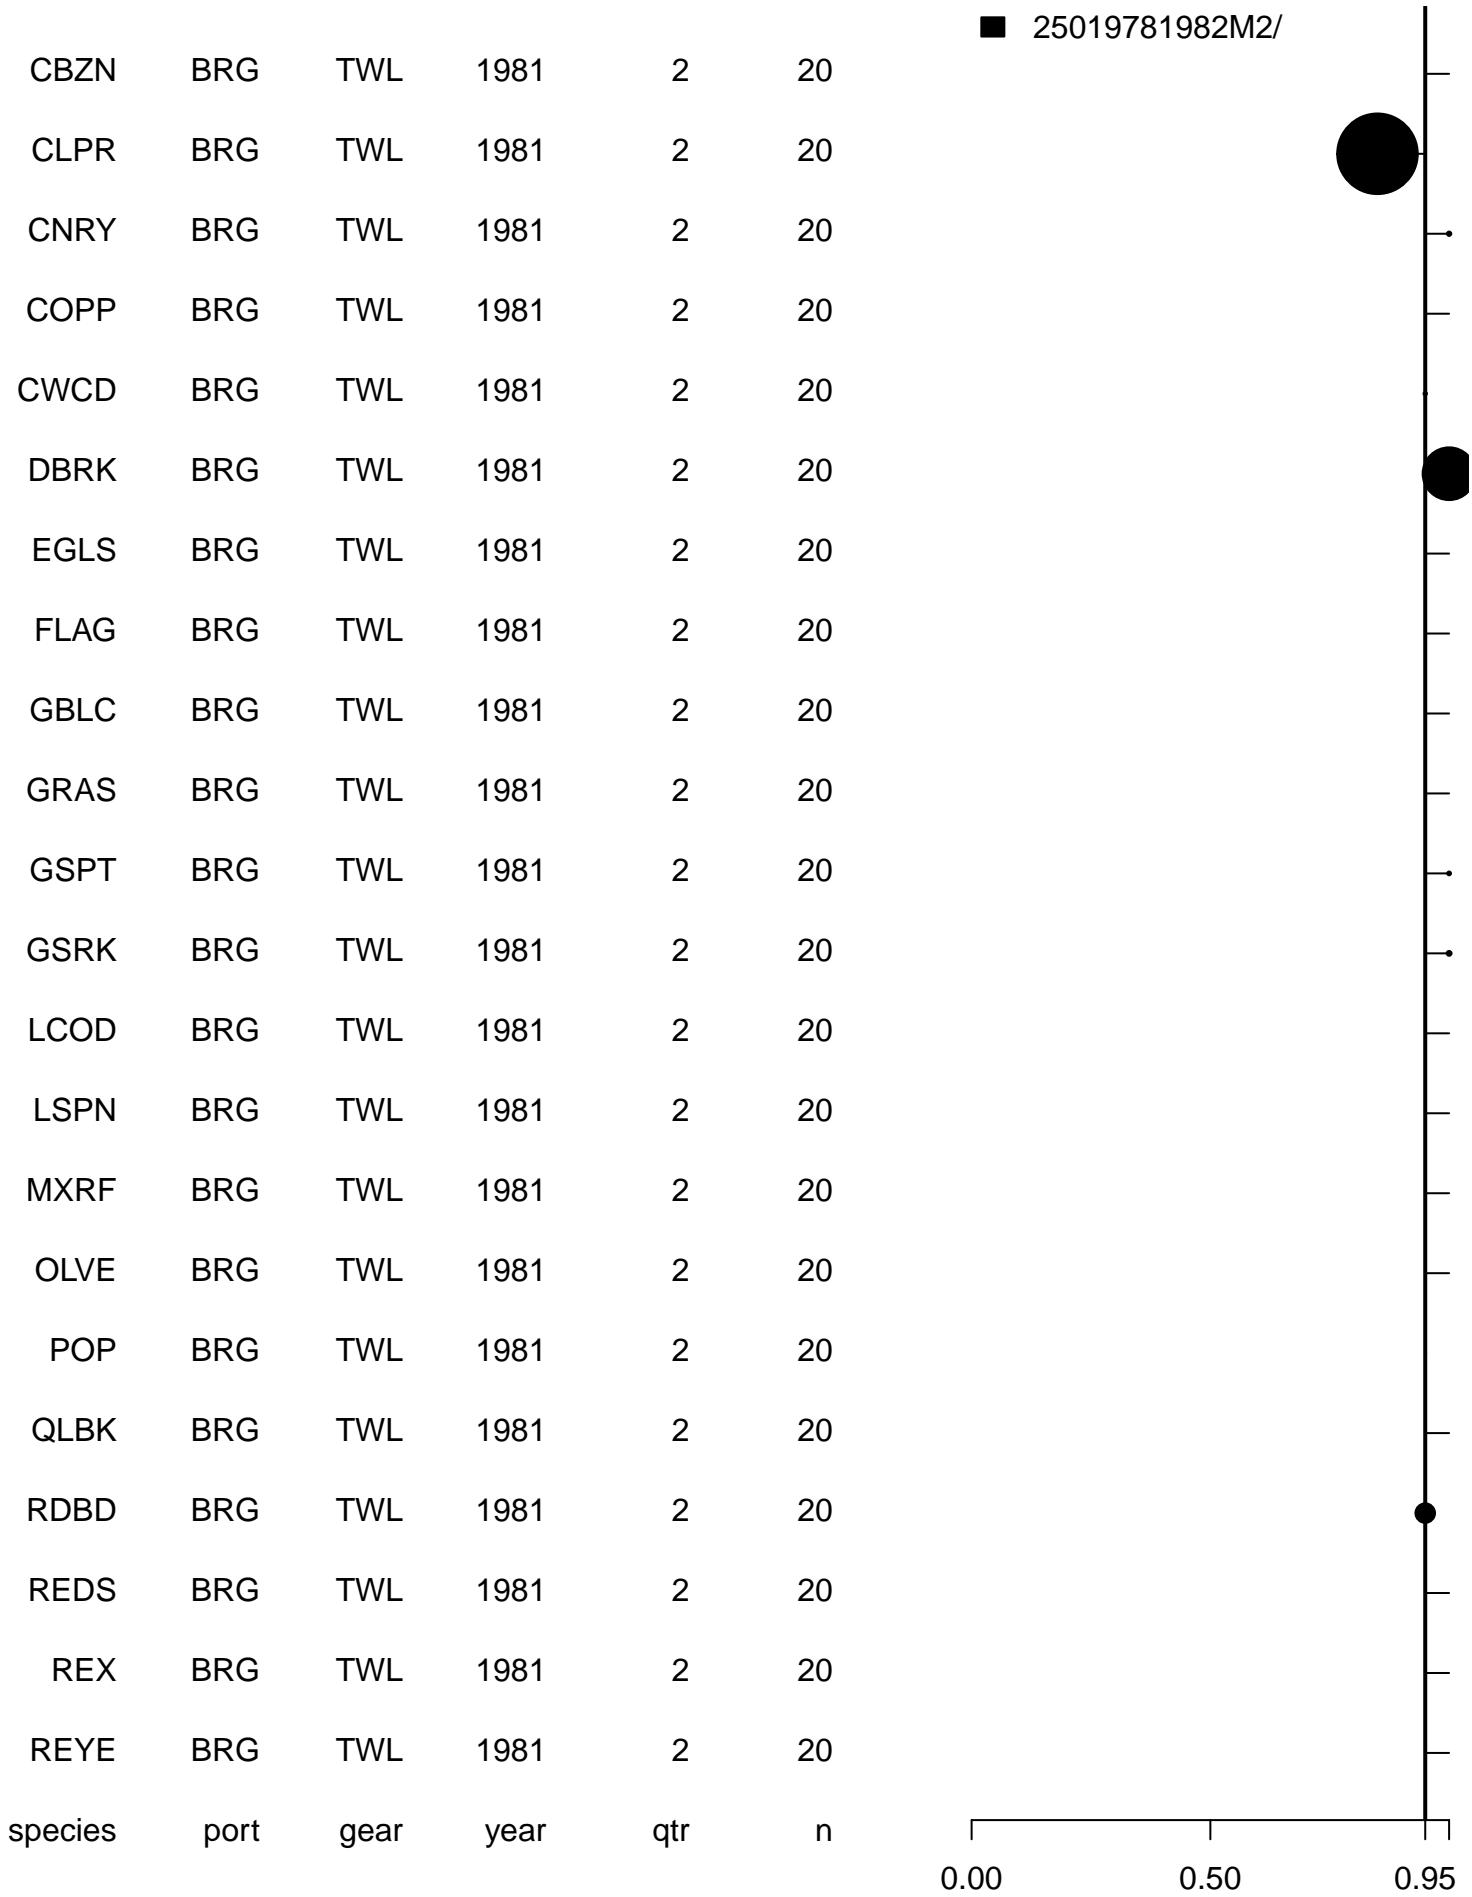 25019781982M2/
CBZN BRG TWL 1981 2 20
CLPR BRG TWL 1981 2 20
CNRY BRG TWL 1981 2 20
COPP BRG TWL 1981 2 20
CWCD BRG TWL 1981 2 20
DBRK BRG TWL 1981 2 20
EGLS BRG TWL 1981 2 20
FLAG BRG TWL 1981 2 20
GBLC BRG TWL 1981 2 20
GRAS BRG TWL 1981 2 20
GSPT BRG TWL 1981 2 20
GSRK BRG TWL 1981 2 20
LCOD BRG TWL 1981 2 20
LSPN BRG TWL 1981 2 20
MXRF BRG TWL 1981 2 20
OLVE BRG TWL 1981 2 20
POP BRG TWL 1981 2 20
QLBK BRG TWL 1981 2 20
RDBD BRG TWL 1981 2 20
REDS BRG TWL 1981 2 20
REX BRG TWL 1981 2 20
REYE BRG TWL 1981 2 20
species port gear year qtr n
0.00 0.50 0.95